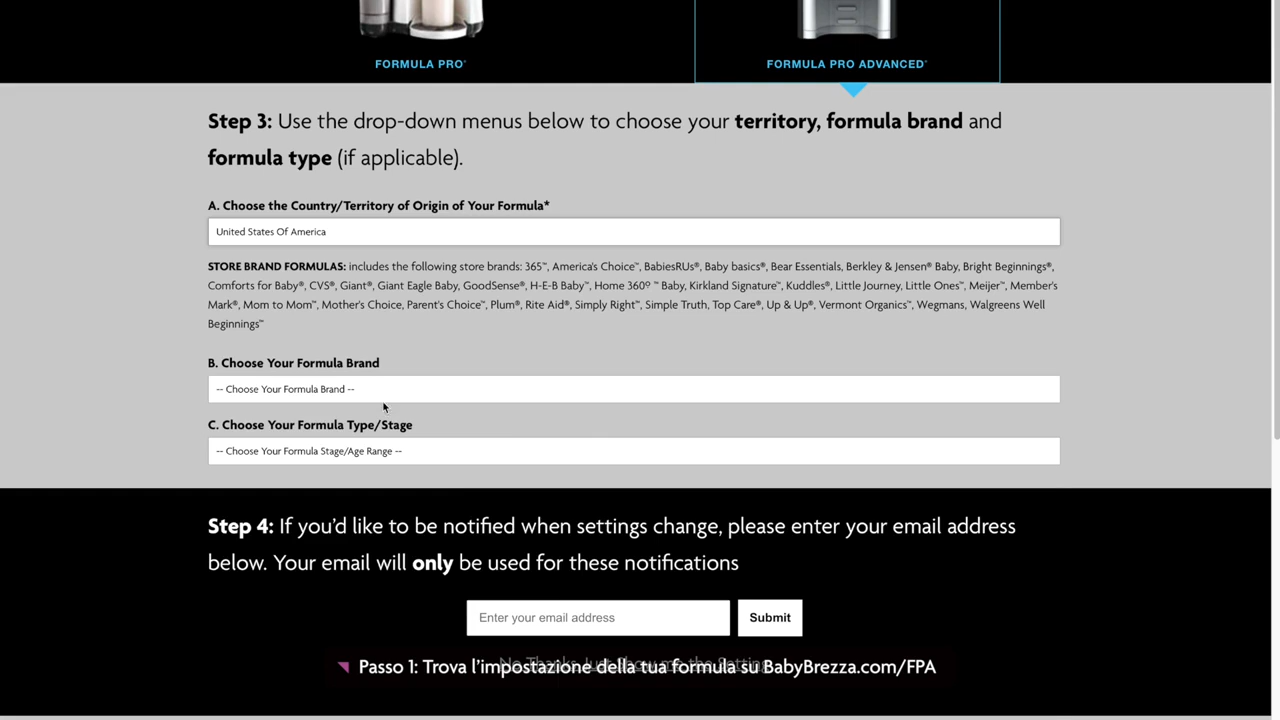 FORMULA PRO®
FORMULA PRO ADVANCED®
Step 3: Use the drop-down menus below to choose your territory, formula brand and
formula type (if applicable).
A. Choose the Country/Territory of Origin of Your Formula*
United States Of America
STORE BRAND FORMULAS: includes the following store brands: 365™, America's Choice™, BabiesRUs®, Baby basics®, Bear Essentials, Berkley & Jensen® Baby, Bright Beginnings®,
Comforts for Baby®, CVS®, Giant®, Giant Eagle Baby, GoodSense®, H-E-B Baby™, Home 360º ™ Baby, Kirkland Signature™, Kuddles®, Little Journey, Little Ones™, Meijer™, Member's
Mark®, Mom to Mom™, Mother's Choice, Parent's Choice™, Plum®, Rite Aid®, Simply Right™, Simple Truth, Top Care®, Up & Up®, Vermont Organics™, Wegmans, Walgreens Well
Beginnings™
B. Choose Your Formula Brand
-- Choose Your Formula Brand --
C. Choose Your Formula Type/Stage
-- Choose Your Formula Stage/Age Range --
Step 4: If you'd like to be notified when settings change, please enter your email address
below. Your email will only be used for these notifications
Enter your email address
Submit
No Thanks, Just Show me the Setting
Passo 1: Trova l'impostazione della tua formula su BabyBrezza.com/FPA